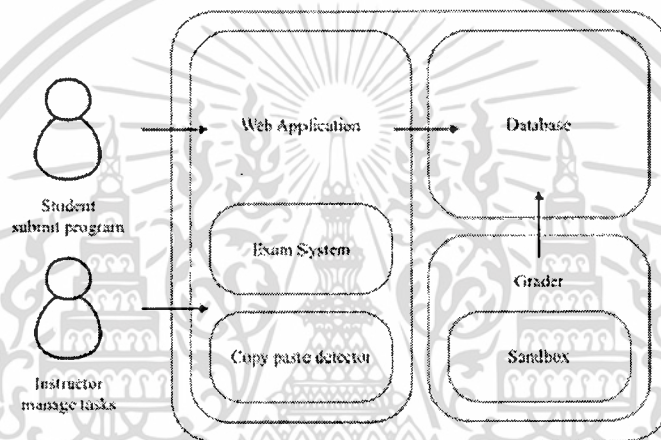 Web Application
Database
Student
submit program
Exam System
Grader
Copy paste detector
Sandbox
Instructor
manage tasks